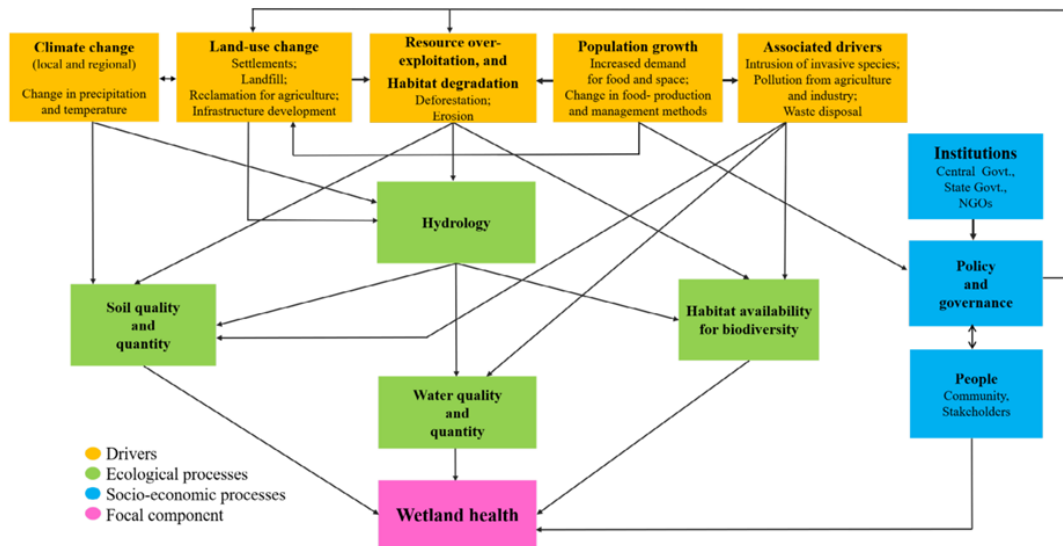 Climate change
(local and regional)
Change in precipitation
and temperature
Land-use change
Settlements;
Landfill;
Reclamation for agriculture;
Infrastructure development
Resource over-
exploitation, and
Habitat degradation
Deforestation;
Erosion
Population growth
Increased demand
for food and space;
Change in food- production
and management methods
Associated drivers
Intrusion of invasive species;
Pollution from agriculture
and industry;
Waste disposal
Institutions
Central Govt.,
State Govt.,
NGOs
Hydrology
Policy
and
governance
Soil quality
and
quantity
Habitat availability
for biodiversity
People
Community,
Stakeholders
Water quality
and
quantity
Drivers
Ecological processes
Socio-economic processes
Focal component
Wetland health